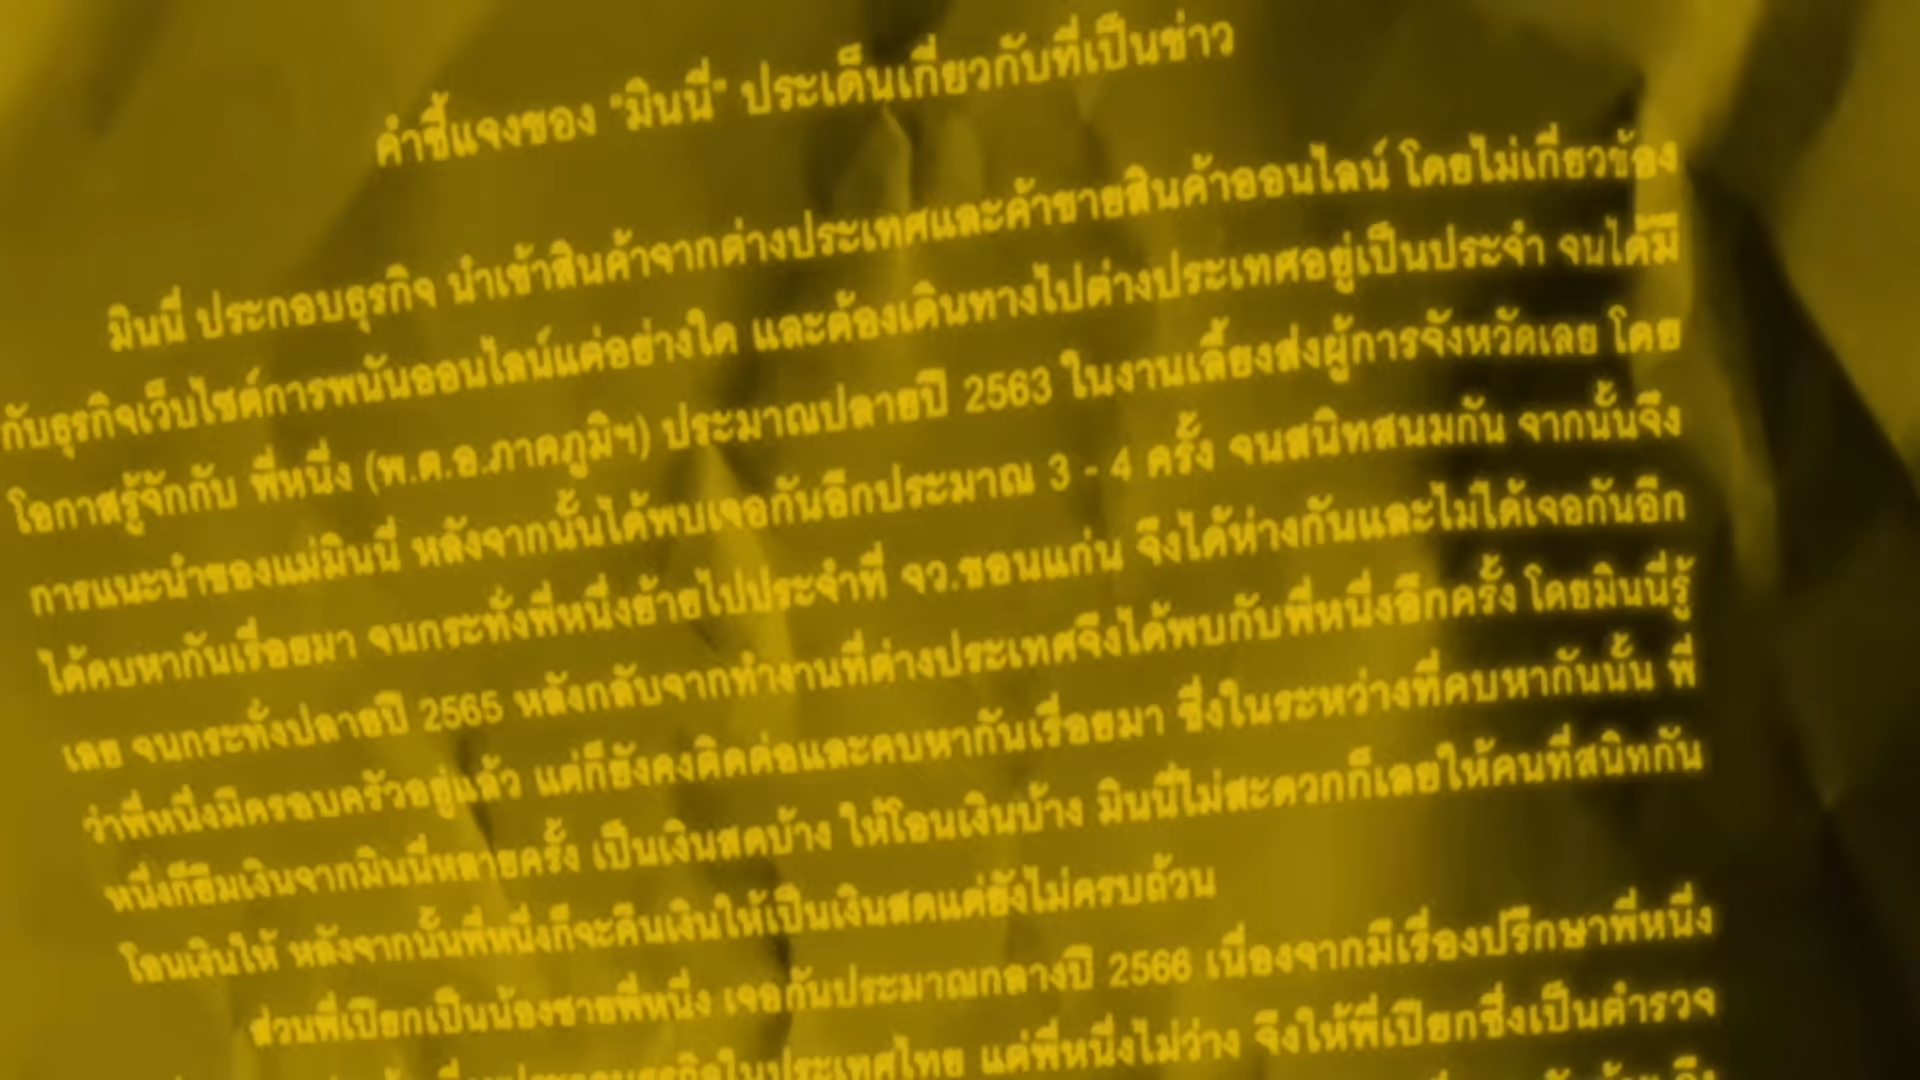 คำชี้แจงของ "มินนี่" ประเด็นเกี่ยวกับที่เป็นข่าว
มินนี่ ประกอบธุรกิจ นำเข้าสินค้าจากต่างประเทศและค้าขายสินค้าออนไลน์ โดยไม่เกี่ยวข้อง
กับธุรกิจเว็บไซต์การพนันออนไลน์แต่อย่างใด และต้องเดินทางไปต่างประเทศอยู่เป็นประจำ จนได้มี
โอกาสรู้จักกับ พี่หนึ่ง (พ.ต.อ.ภาคภูมิฯ) ประมาณปลายปี 2563 ในงานเลี้ยงส่งผู้การจังหวัดเลย โดย
การแนะนำของแม่มินนี่ หลังจากนั้นได้พบเจอกันอีกประมาณ 3 - 4 ครั้ง จนสนิทสนมกัน จากนั้นจึง
ได้คบหากันเรื่อยมา จนกระทั่งพี่หนึ่งย้ายไปประจำที่ จว.ขอนแก่น จึงได้ห่างกันและไม่ได้เจอกันอีก
เลย จนกระทั่งปลายปี 2565 หลังกลับจากทำงานที่ต่างประเทศจึงได้พบกับพี่หนึ่งอีกครั้ง โดยมินนี่รู้
ว่าพี่หนึ่งมีครอบครัวอยู่แล้ว แต่ก็ยังคงติดต่อและคบหากันเรื่อยมา ซึ่งในระหว่างที่คบหากันนั้น พี่
หนึ่งก็ยืมเงินจากมินนี่หลายครั้ง เป็นเงินสดบ้าง ให้โอนเงินบ้าง มินนี่ไม่สะดวกก็เลยให้คนที่สนิทกัน
โอนเงินให้ หลังจากนั้นพี่หนึ่งก็จะคืนเงินให้เป็นเงินสดแต่ยังไม่ครบถ้วน
ส่วนพี่เปียกเป็นน้องชายพี่หนึ่ง เจอกันประมาณกลางปี 2566 เนื่องจากมีเรื่องปรึกษาพี่หนึ่ง
ประกอบธุรกิจในประเทศไทย แต่พี่หนึ่งไม่ว่าง จึงให้พี่เปียกซึ่งเป็นตำรวจ